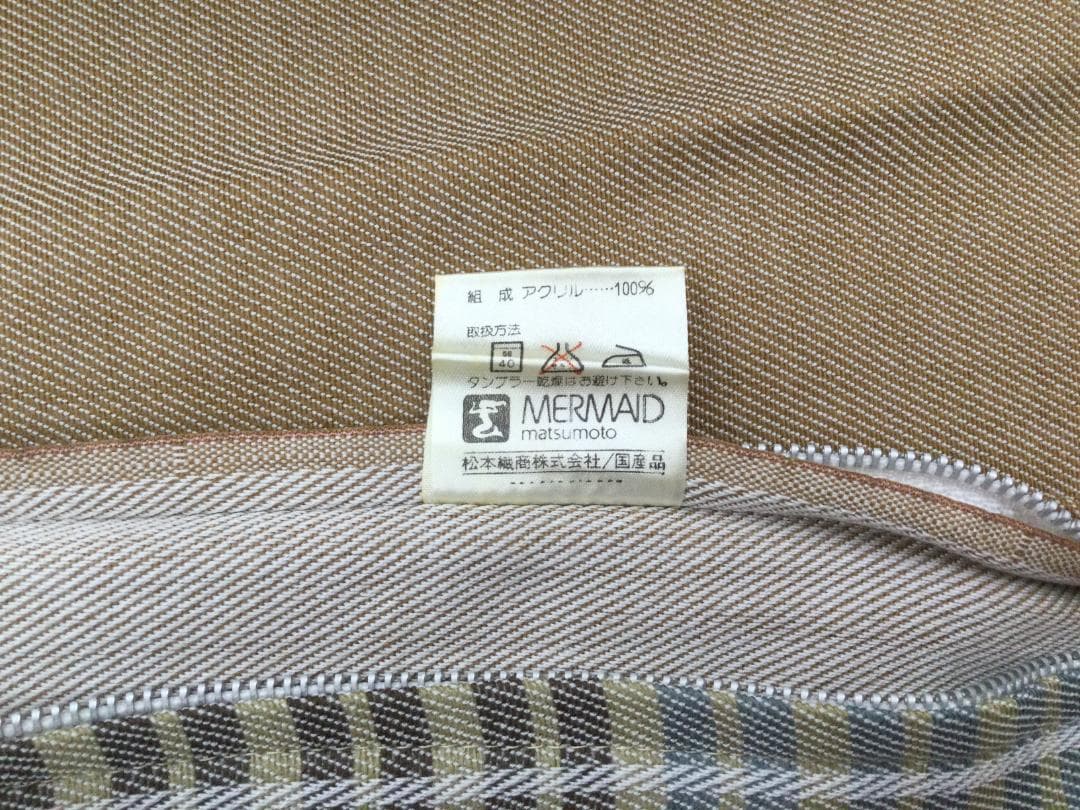 組 成 アクリル……100%
取扱方法
40
タンブラー乾燥はお避け下さい。
MERMAID
matsumoto
松本織商株式会社/国産品